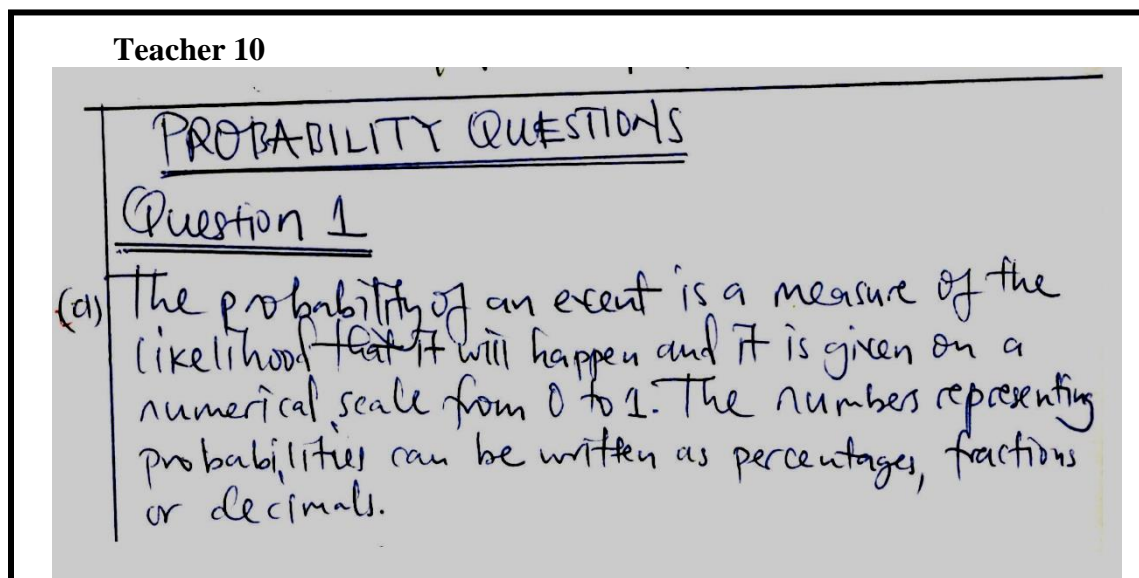 Teacher 10
PROBABILITY QUESTIONS
Question 1
(a) The probability of an event is a measure of the
likelihood that it will happen and it is given on a
numerical scale from 0 to 1. The numbers representing
probabilities can be written as percentages, fractions
or decimals.